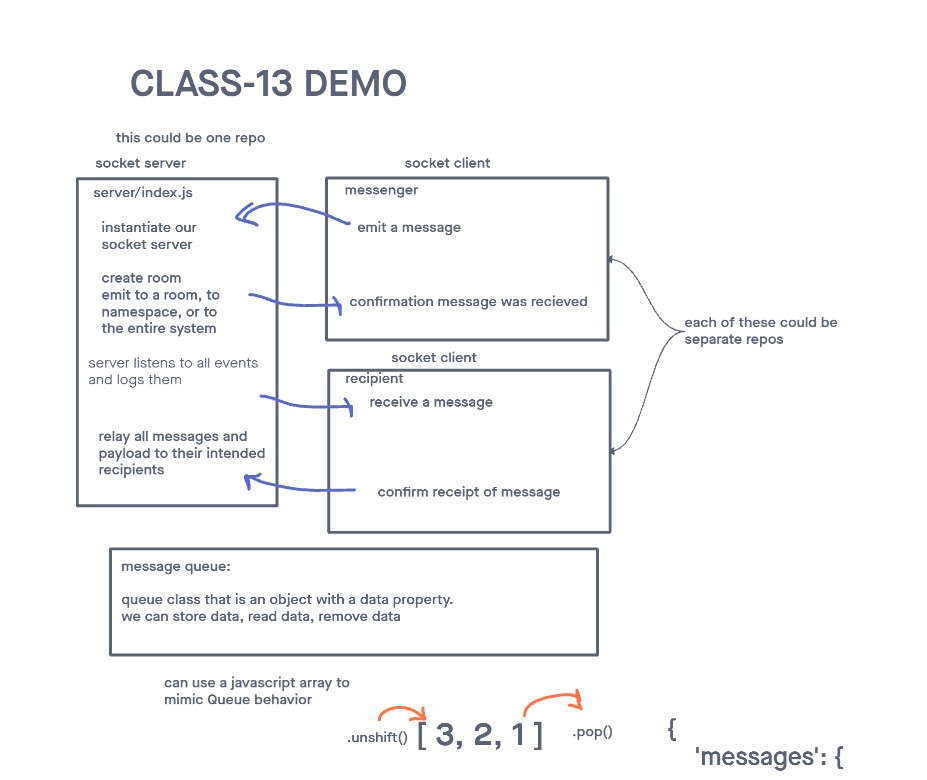 CLASS-13 DEMO
this could be one repo
socket server
server/index.js
instantiate our
socket server
create room
emit to a room, to
namespace, or to
the entire system
server listens to all events
and logs them
relay all messages and
payload to their intended
recipients
socket client
messenger
emit a message
confirmation message was recieved
socket client
recipient
receive a message
confirm receipt of message
each of these could be
separate repos
message queue:
queue class that is an object with a data property.
we can store data, read data, remove data
can use a javascript array to
mimic Queue behavior
.unshift() [ 3, 2, 1 ] .pop()
{
'messages': {